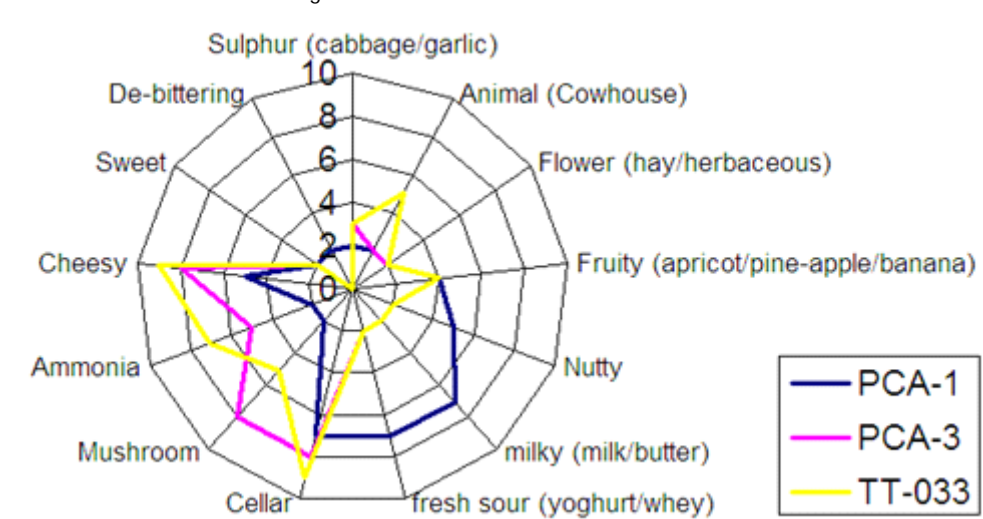 Sulphur (cabbage/garlic)
10
De-bittering
Animal (Cowhouse)
8
Sweet
6
Flower (hay/herbaceous)
4
2
Cheesy
Fruity (apricot/pine-apple/banana)
0
Ammonia
Nutty
PCA-1
Mushroom
milky (milk/butter)
PCA-3
Cellar
fresh sour (yoghurt/whey)
TT-033